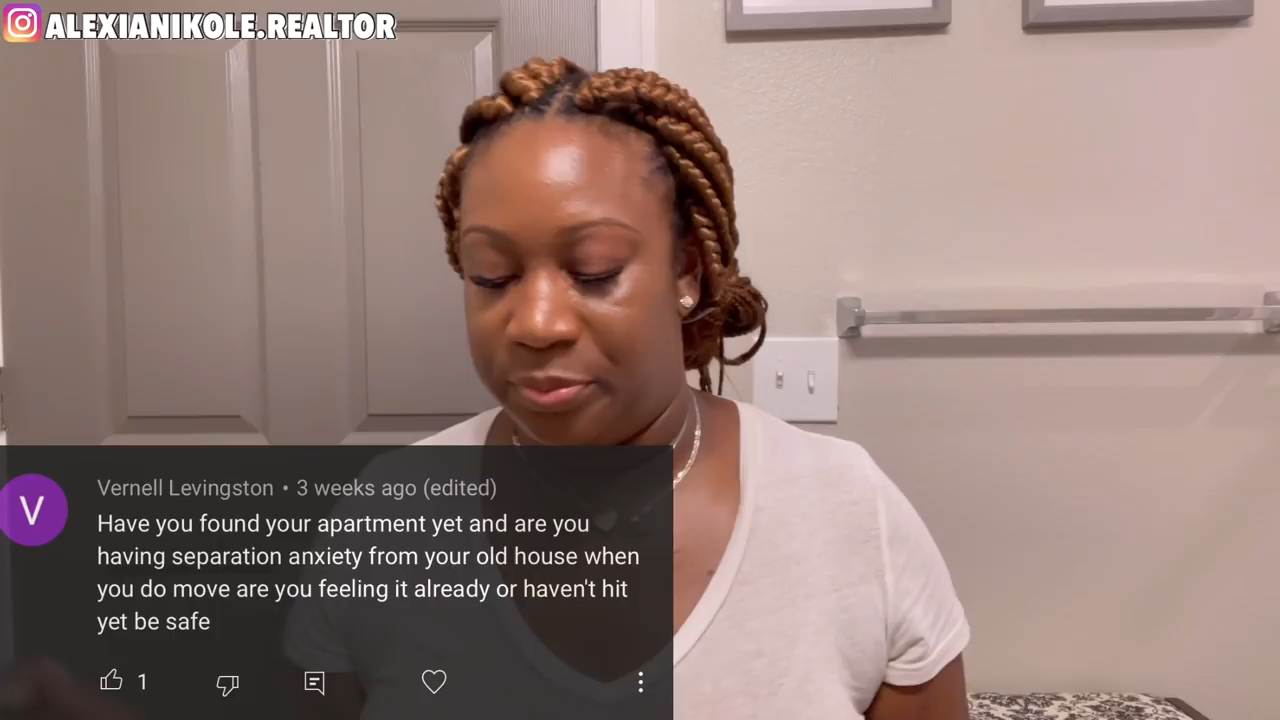 ALEXIANIKOLE.REALTOR
V
Vernell Levingston • 3 weeks ago (edited)
Have you found your apartment yet and are you
having separation anxiety from your old house when
you do move are you feeling it already or haven't hit
yet be safe
1